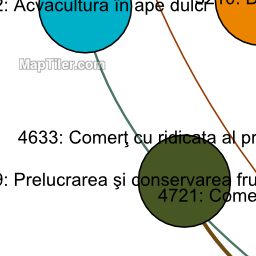 2: Acvacultura în ape dulci
MapTiler.com
4633: Comerţ cu ridicata al pr
9: Prelucrarea şi conservarea fru
4721: Come